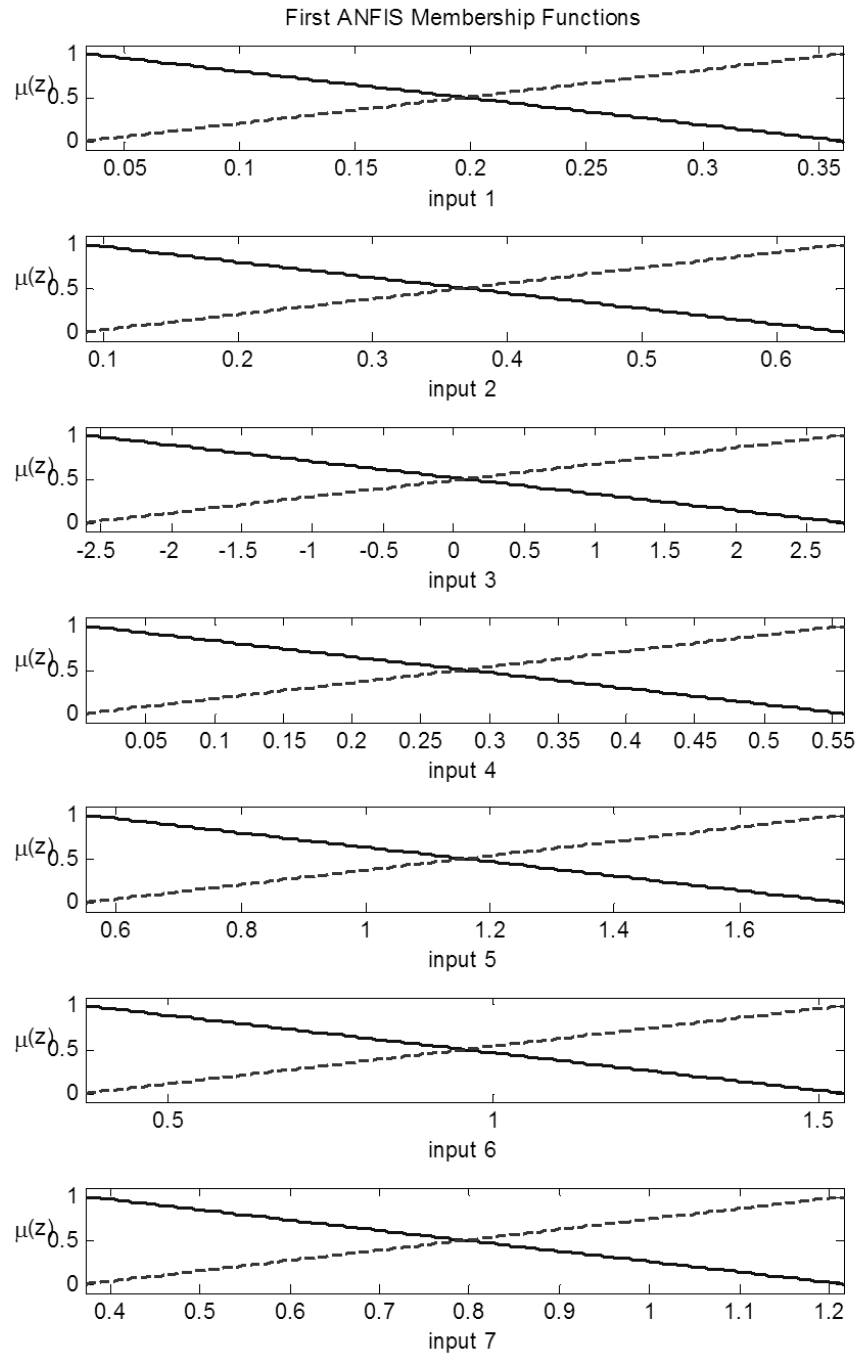 First ANFIS Membership Functions
1
μ(z)
0.5
0
0.05 0.1 0.15 0.2 0.25 0.3 0.35
input 1
1
μ(z)
0.5
0
0.1 0.2 0.3 0.4 0.5 0.6
input 2
1
μ(z)
0.5
0
-2.5 -2 -1.5 -1 -0.5 0 0.5 1 1.5 2 2.5
input 3
1
μ(z)
0.5
0
0.05 0.1 0.15 0.2 0.25 0.3 0.35 0.4 0.45 0.5 0.55
input 4
1
μ(z)
0.5
0
0.6 0.8 1 1.2 1.4 1.6
input 5
1
μ(z)
0.5
0
0.5 1 1.5
input 6
1
μ(z)
0.5
0
0.4 0.5 0.6 0.7 0.8 0.9 1 1.1 1.2
input 7